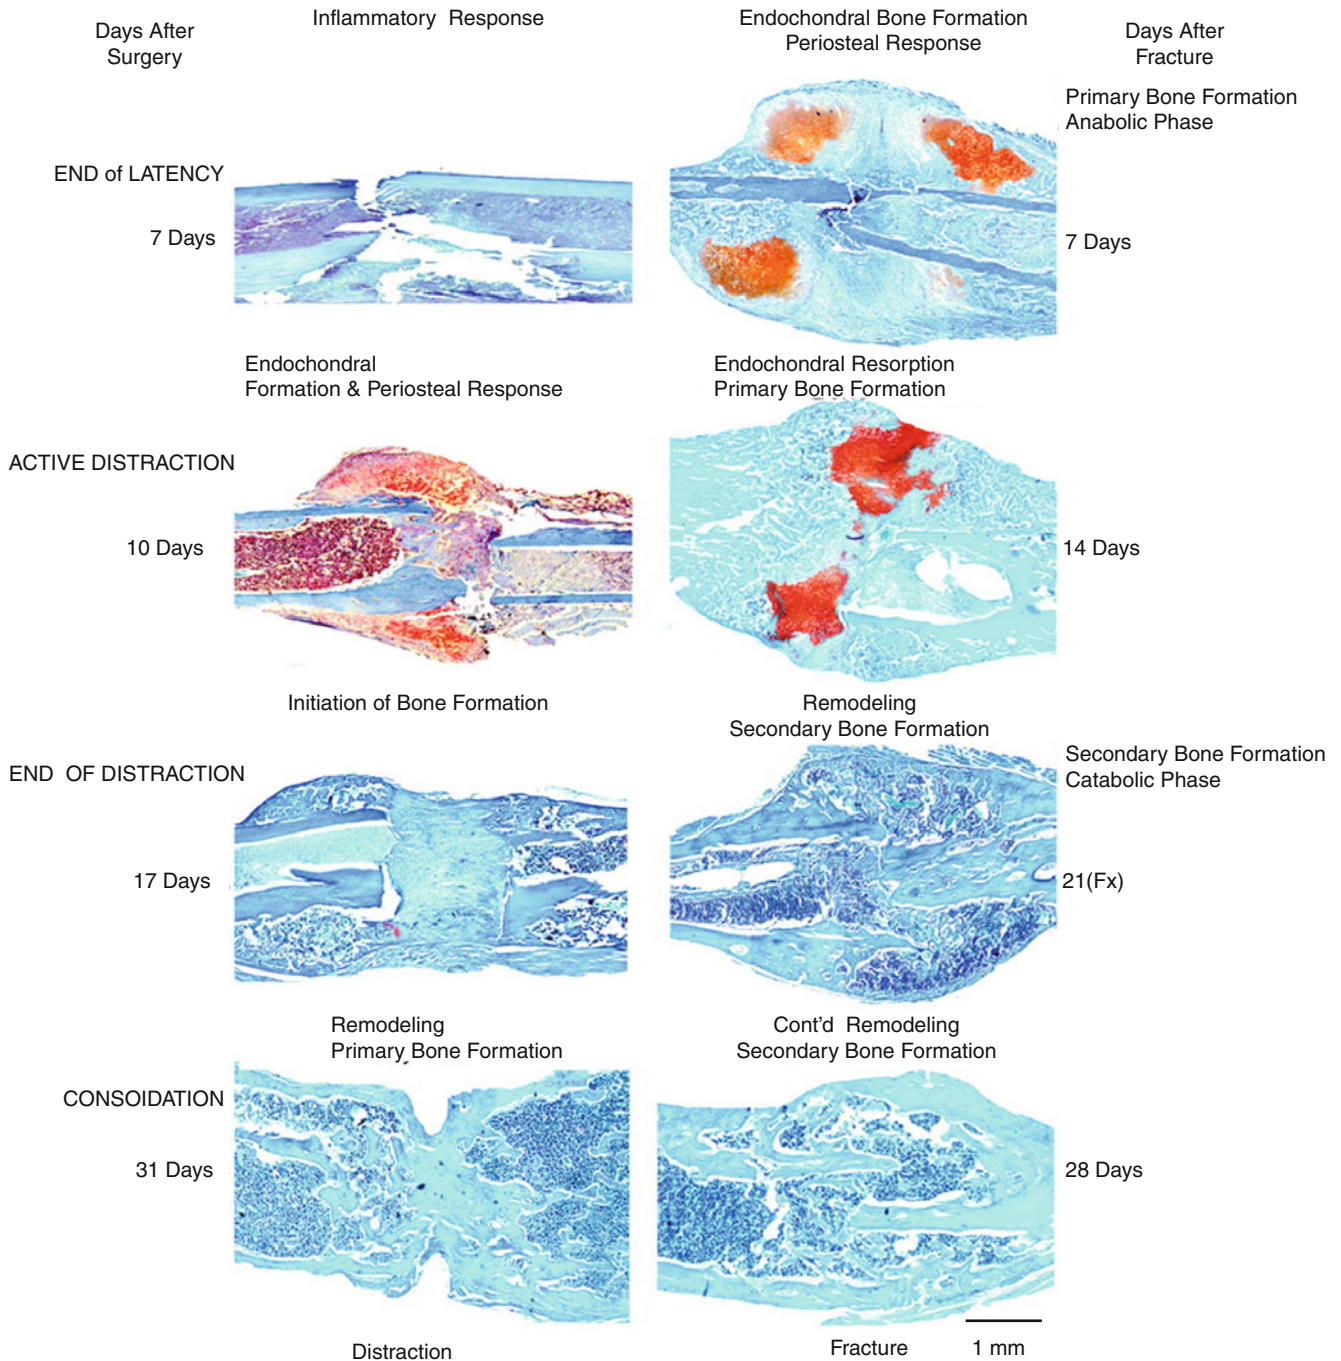 Days After
Surgery
Inflammatory Response
Endochondral Bone Formation
Periosteal Response
Days After
Fracture
END of LATENCY
7 Days
Primary Bone Formation
Anabolic Phase
7 Days
Endochondral
Formation & Periosteal Response
Endochondral Resorption
Primary Bone Formation
ACTIVE DISTRACTION
10 Days
14 Days
Initiation of Bone Formation
Remodeling
Secondary Bone Formation
END OF DISTRACTION
17 Days
Secondary Bone Formation
Catabolic Phase
21(Fx)
Remodeling
Primary Bone Formation
Cont'd Remodeling
Secondary Bone Formation
CONSOIDATION
31 Days
28 Days
Distraction
Fracture
1 mm